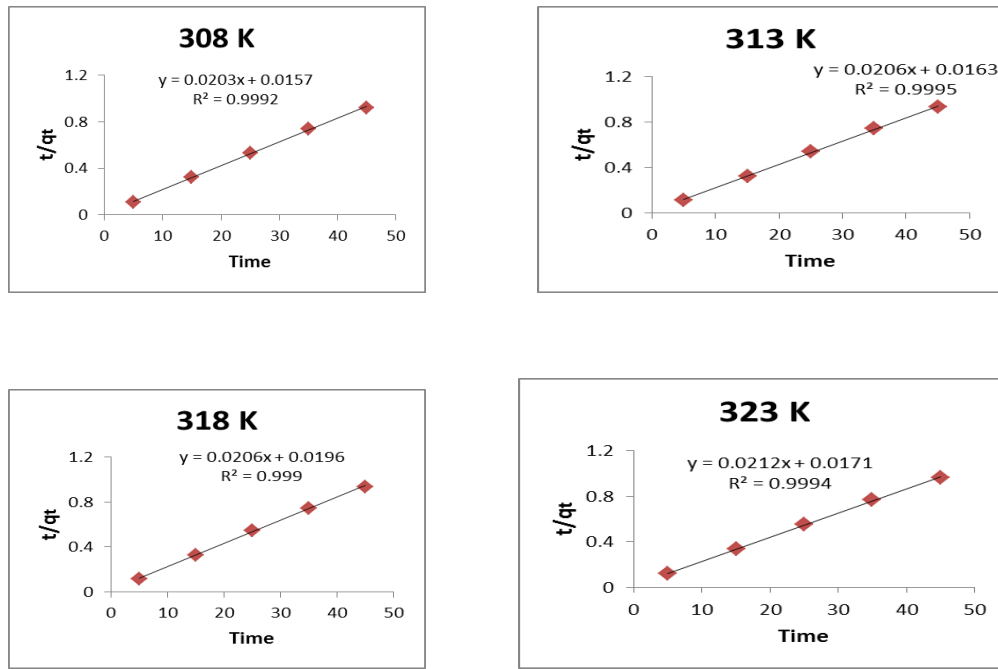 308 K
y = 0.0203x + 0.0157
R² = 0.9992
1.2
0.8
0.4
0
t/qt
0 10 20 30 40 50
Time
313 K
y = 0.0206x + 0.0163
R² = 0.9995
1.2
0.8
0.4
0
t/qt
0 10 20 30 40 50
Time
318 K
y = 0.0206x + 0.0196
R² = 0.999
1.2
0.8
0.4
0
t/qt
0 10 20 30 40 50
Time
323 K
y = 0.0212x + 0.0171
R² = 0.9994
1.2
0.8
0.4
0
t/qt
0 10 20 30 40 50
Time